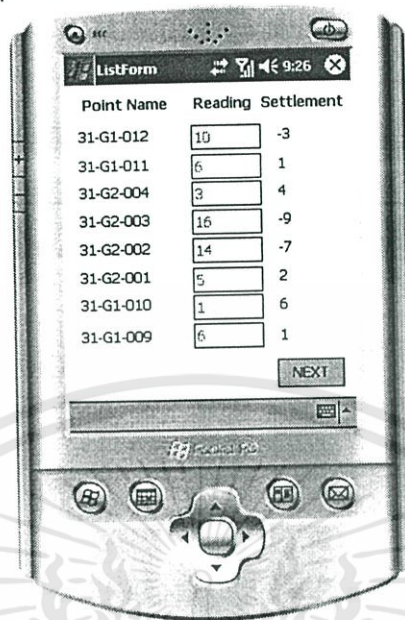 ListForm 9:26
Point Name Reading Settlement
31-G1-012 10 -3
31-G1-011 6 1
31-G2-004 3 4
31-G2-003 16 -9
31-G2-002 14 -7
31-G2-001 5 2
31-G1-010 1 6
31-G1-009 6 1
NEXT
Pocket PC